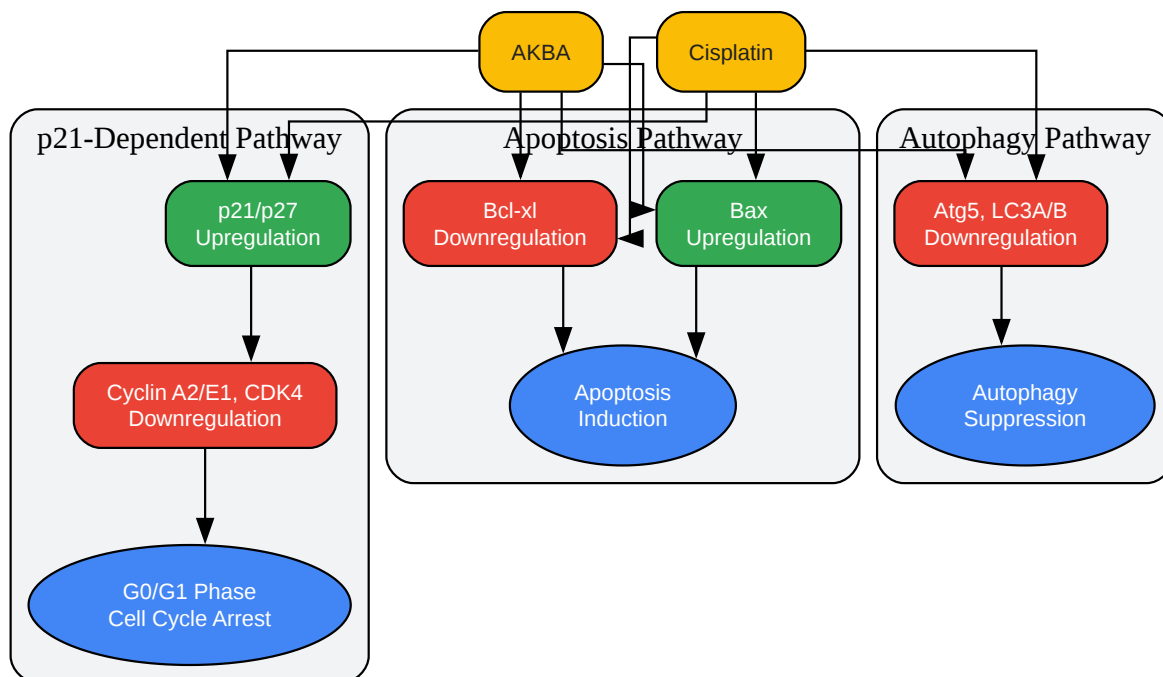 AKBA
Cisplatin
p21-Dependent Pathway
Apoptosis Pathway
Autophagy Pathway
p21/p27
Upregulation
Bcl-xl
Downregulation
Bax
Upregulation
Atg5, LC3A/B
Downregulation
Cyclin A2/E1, CDK4
Downregulation
Apoptosis
Induction
Autophagy
Suppression
G0/G1 Phase
Cell Cycle Arrest